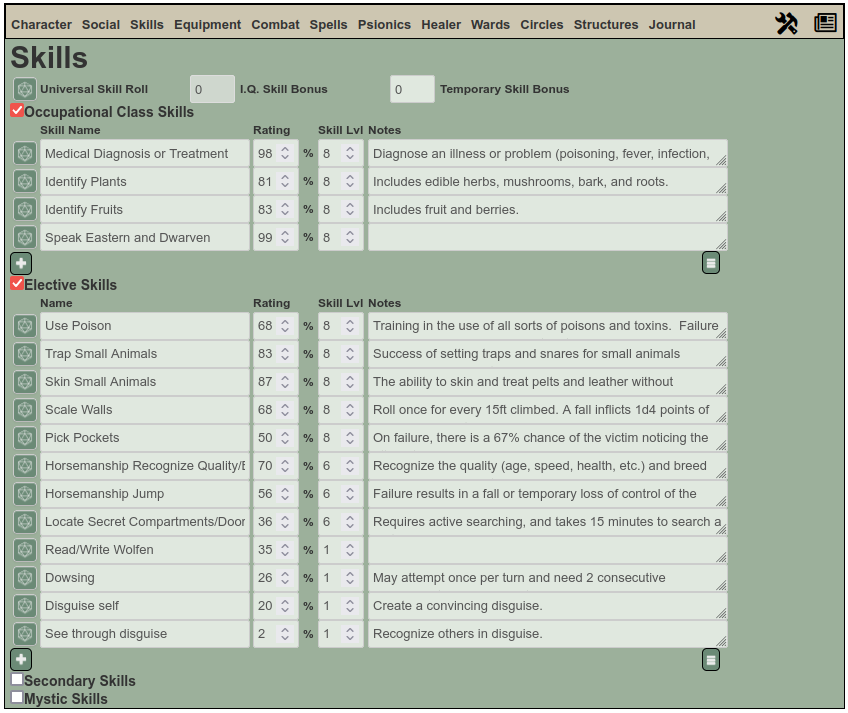 Character Social Skills Equipment Combat Spells Psionics Healer Wards Circles Structures Journal
Skills
Universal Skill Roll 0 I.Q. Skill Bonus 0 Temporary Skill Bonus
Occupational Class Skills
Skill Name Rating Skill Lvl Notes
Medical Diagnosis or Treatment 98 % 8 Diagnose an illness or problem (poisoning, fever, infection,
Identify Plants 81 % 8 Includes edible herbs, mushrooms, bark, and roots.
Identify Fruits 83 % 8 Includes fruit and berries.
Speak Eastern and Dwarven 99 % 8
Elective Skills
Name Rating Skill Lvl Notes
Use Poison 68 % 8 Training in the use of all sorts of poisons and toxins.  Failure
Trap Small Animals 83 % 8 Success of setting traps and snares for small animals
Skin Small Animals 87 % 8 The ability to skin and treat pelts and leather without
Scale Walls 68 % 8 Roll once for every 15ft climbed. A fall inflicts 1d4 points of
Pick Pockets 50 % 8 On failure, there is a 67% chance of the victim noticing the
Horsemanship Recognize Quality/ 70 % 6 Recognize the quality (age, speed, health, etc.) and breed
Horsemanship Jump 56 % 6 Failure results in a fall or temporary loss of control of the
Locate Secret Compartments/Door 36 % 6 Requires active searching, and takes 15 minutes to search a
Read/Write Wolfen 35 % 1
Dowsing 26 % 1 May attempt once per turn and need 2 consecutive
Disguise self 20 % 1 Create a convincing disguise.
See through disguise 2 % 1 Recognize others in disguise.
Secondary Skills
Mystic Skills